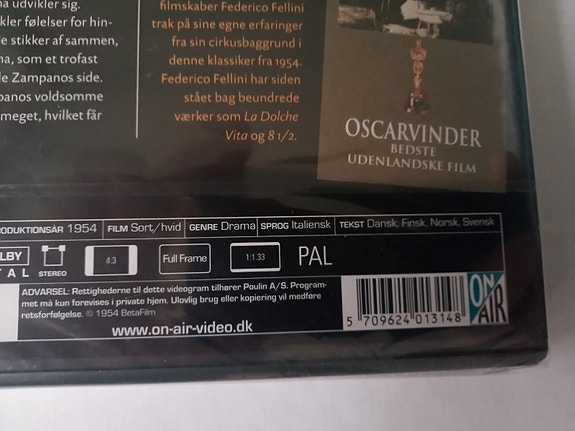 na udvikler sig.
kler følelser for hin-
e stikker af sammen,
na, som et trofast
le Zampanos side.
panos voldsomme
meget, hvilket får
filmskaber Federico Fellini
trak på sine egne erfaringer
fra sin cirkusbaggrund i
denne klassiker fra 1954.
Federico Fellini har siden
stået bag beundrede
værker som La Dolche
Vita og 8 1/2.
OSCARVINDER
BEDSTE
UDENLANDSKE FILM
RODUKTIONSÅR 1954 FILM Sort/hvid GENRE Drama SPROG Italiensk TEKST Dansk, Finsk, Norsk, Svensk
LBY
TAL STEREO 4:3 Full Frame 1:1.33 PAL
ADVARSEL: Rettighederne til dette videogram tilhører Poulin A/S. Program-
met må kun forevises i private hjem. Ulovlig brug eller kopiering vil medføre
retsforfølgelse. © 1954 BetaFilm
www.on-air-video.dk
5 709624 013148
ON
AIR